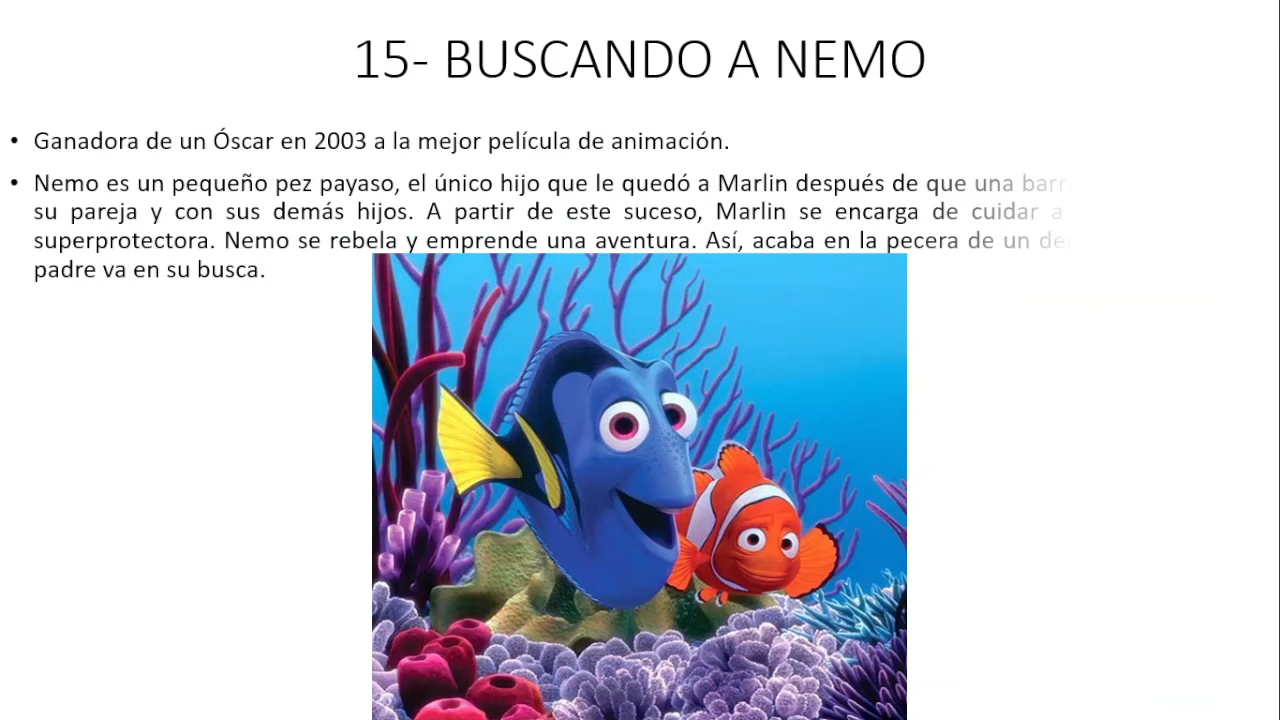 15- BUSCANDO A NEMO
• Ganadora de un Óscar en 2003 a la mejor película de animación.
• Nemo es un pequeño pez payaso, el único hijo que le quedó a Marlin después de que una
su pareja y con sus demás hijos. A partir de este suceso, Marlin se encarga de cuidar a
superprotectora. Nemo se rebela y emprende una aventura. Así, acaba en la pecera de un
padre va en su busca.